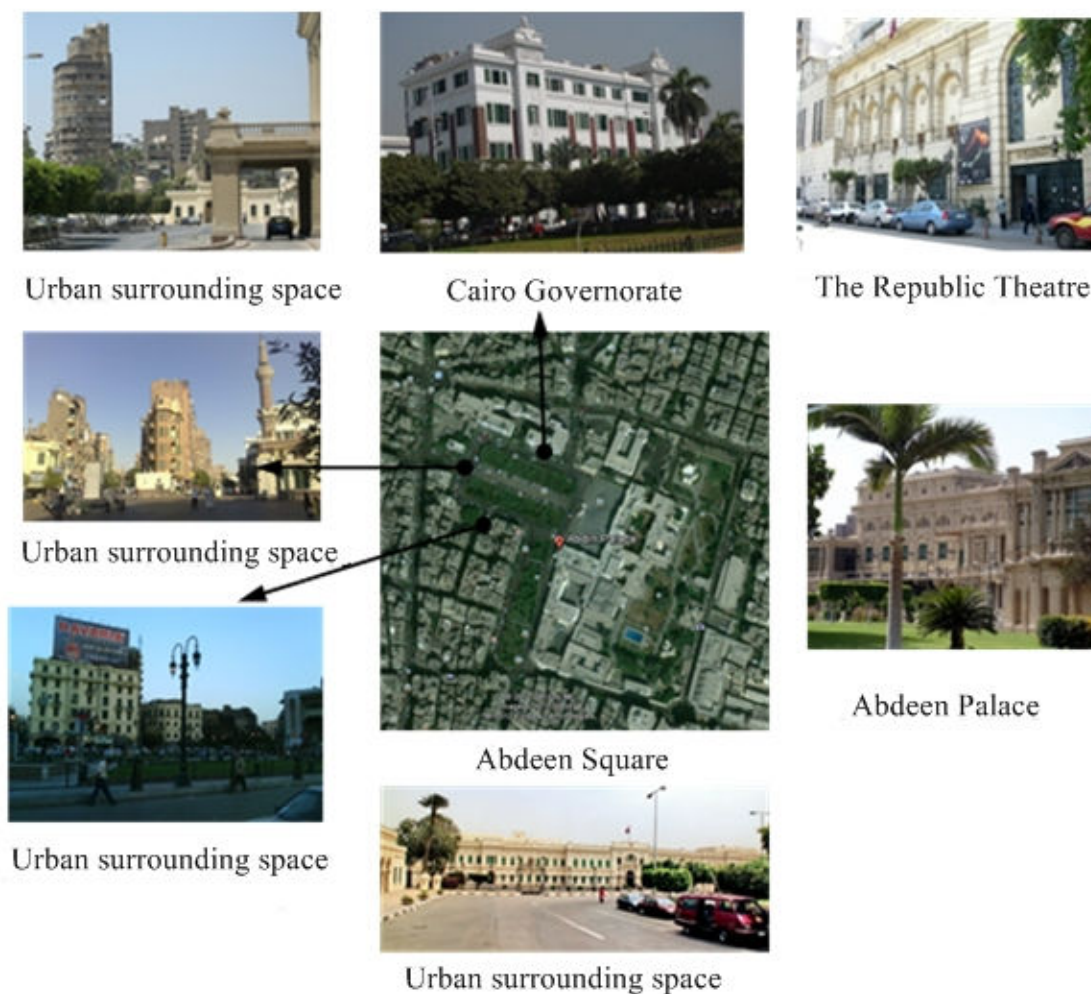 Urban surrounding space
Cairo Governorate
The Republic Theatre
Urban surrounding space
Abdeen Palace
Abdeen Square
Urban surrounding space
Urban surrounding space